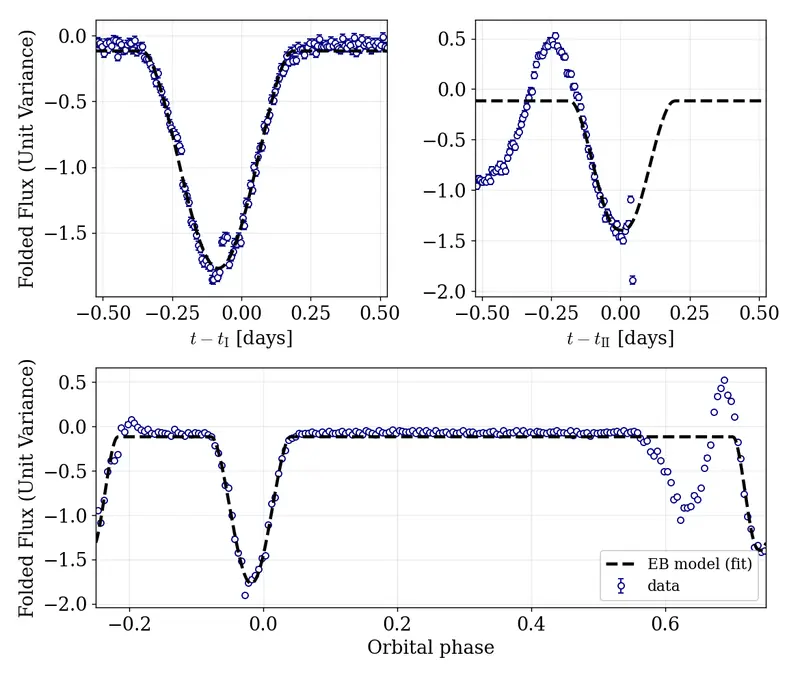 Folded Flux (Unit Variance)
0.0
−0.5
−1.0
−1.5
−0.50 −0.25 0.00 0.25 0.50
t − t_I [days]
0.5
0.0
−0.5
−1.0
−1.5
−2.0
−0.50 −0.25 0.00 0.25 0.50
t − t_II [days]
Folded Flux (Unit Variance)
0.5
0.0
−0.5
−1.0
−1.5
−2.0
EB model (fit)
data
−0.2 0.0 0.2 0.4 0.6
Orbital phase